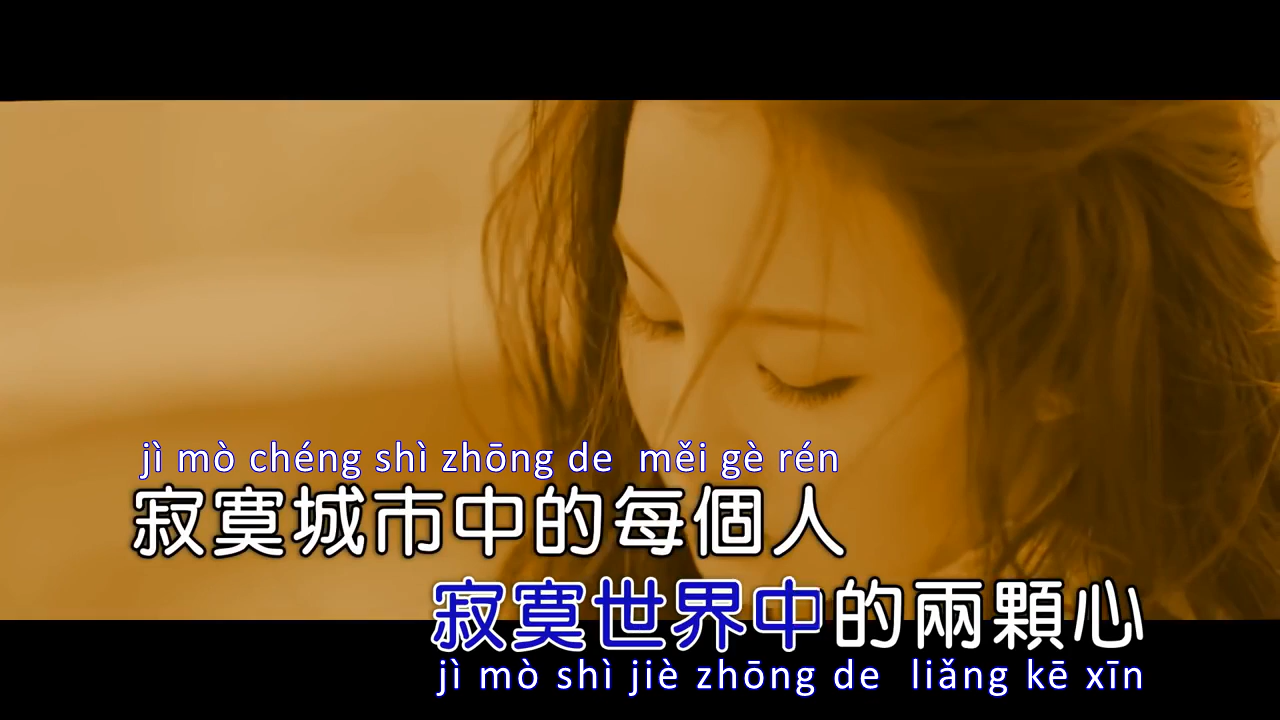 jì mò chéng shì zhōng de měi gè rén
寂寞城市中的每個人
寂寞世界中的兩顆心
jì mò shì jiè zhōng de liǎng kē xīn